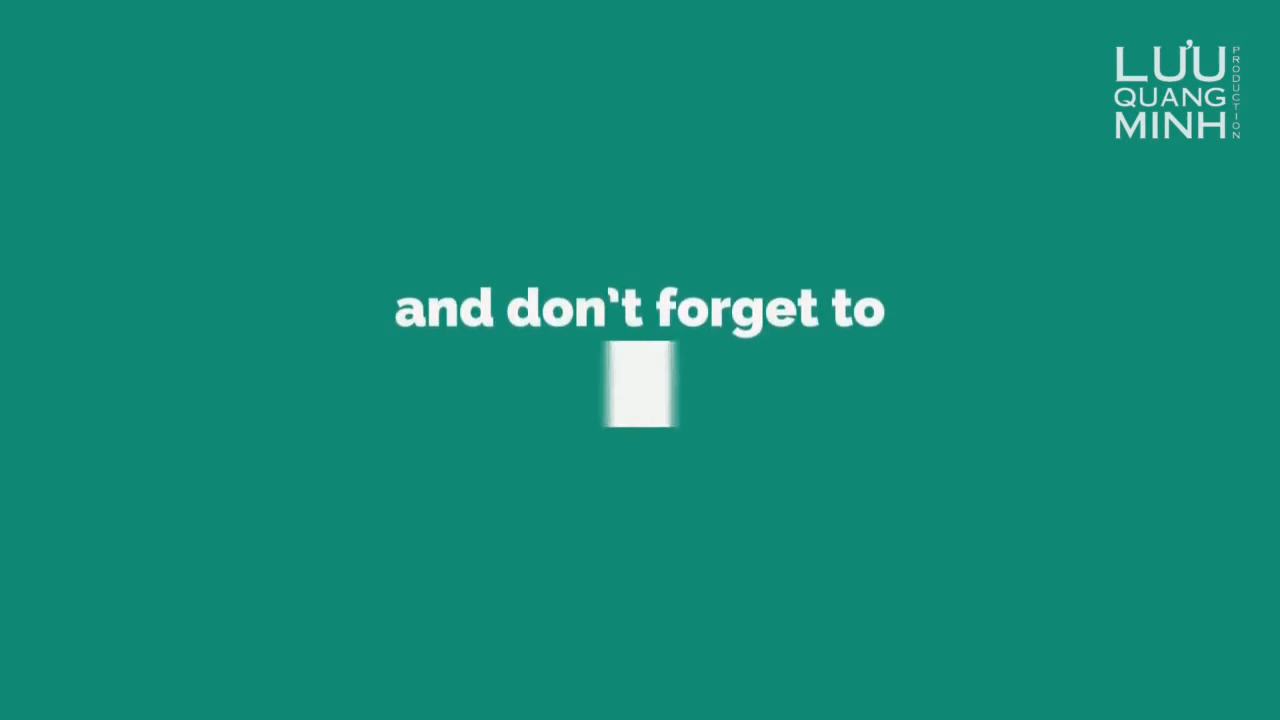 LƯU
QUANG
MINH
PRODUCTION
and don't forget to